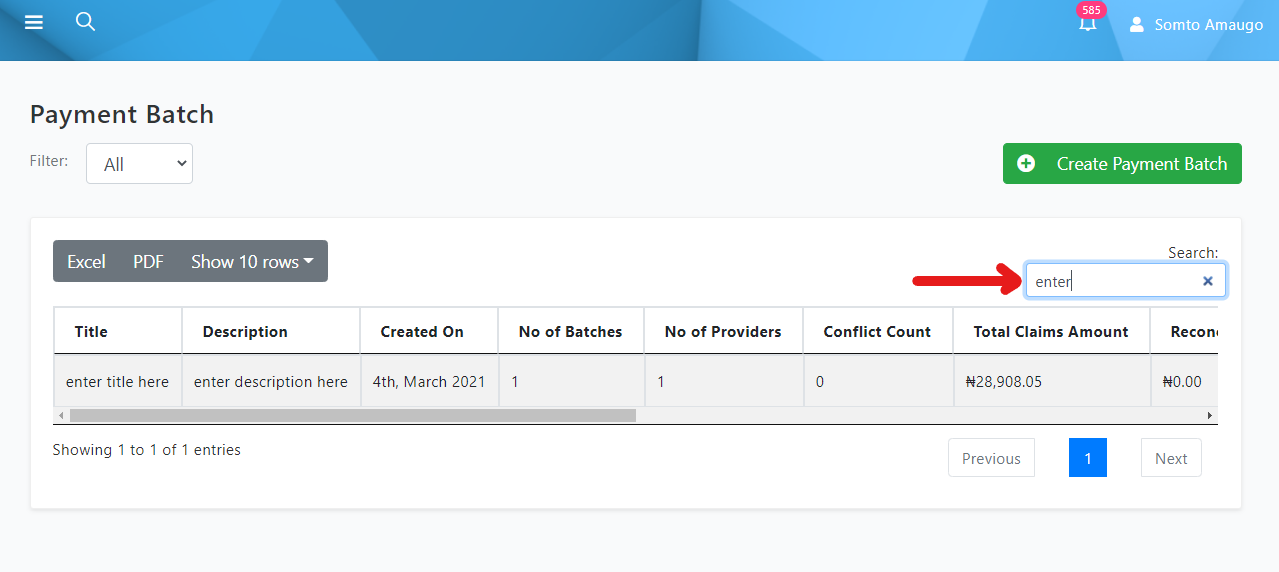 585
Somto Amaugo
Payment Batch
Filter: All
Create Payment Batch
Excel PDF Show 10 rows
Search:
enter
Title Description Created On No of Batches No of Providers Conflict Count Total Claims Amount Recon
enter title here enter description here 4th, March 2021 1 1 0 ₦28,908.05 ₦0.00
Showing 1 to 1 of 1 entries
Previous 1 Next